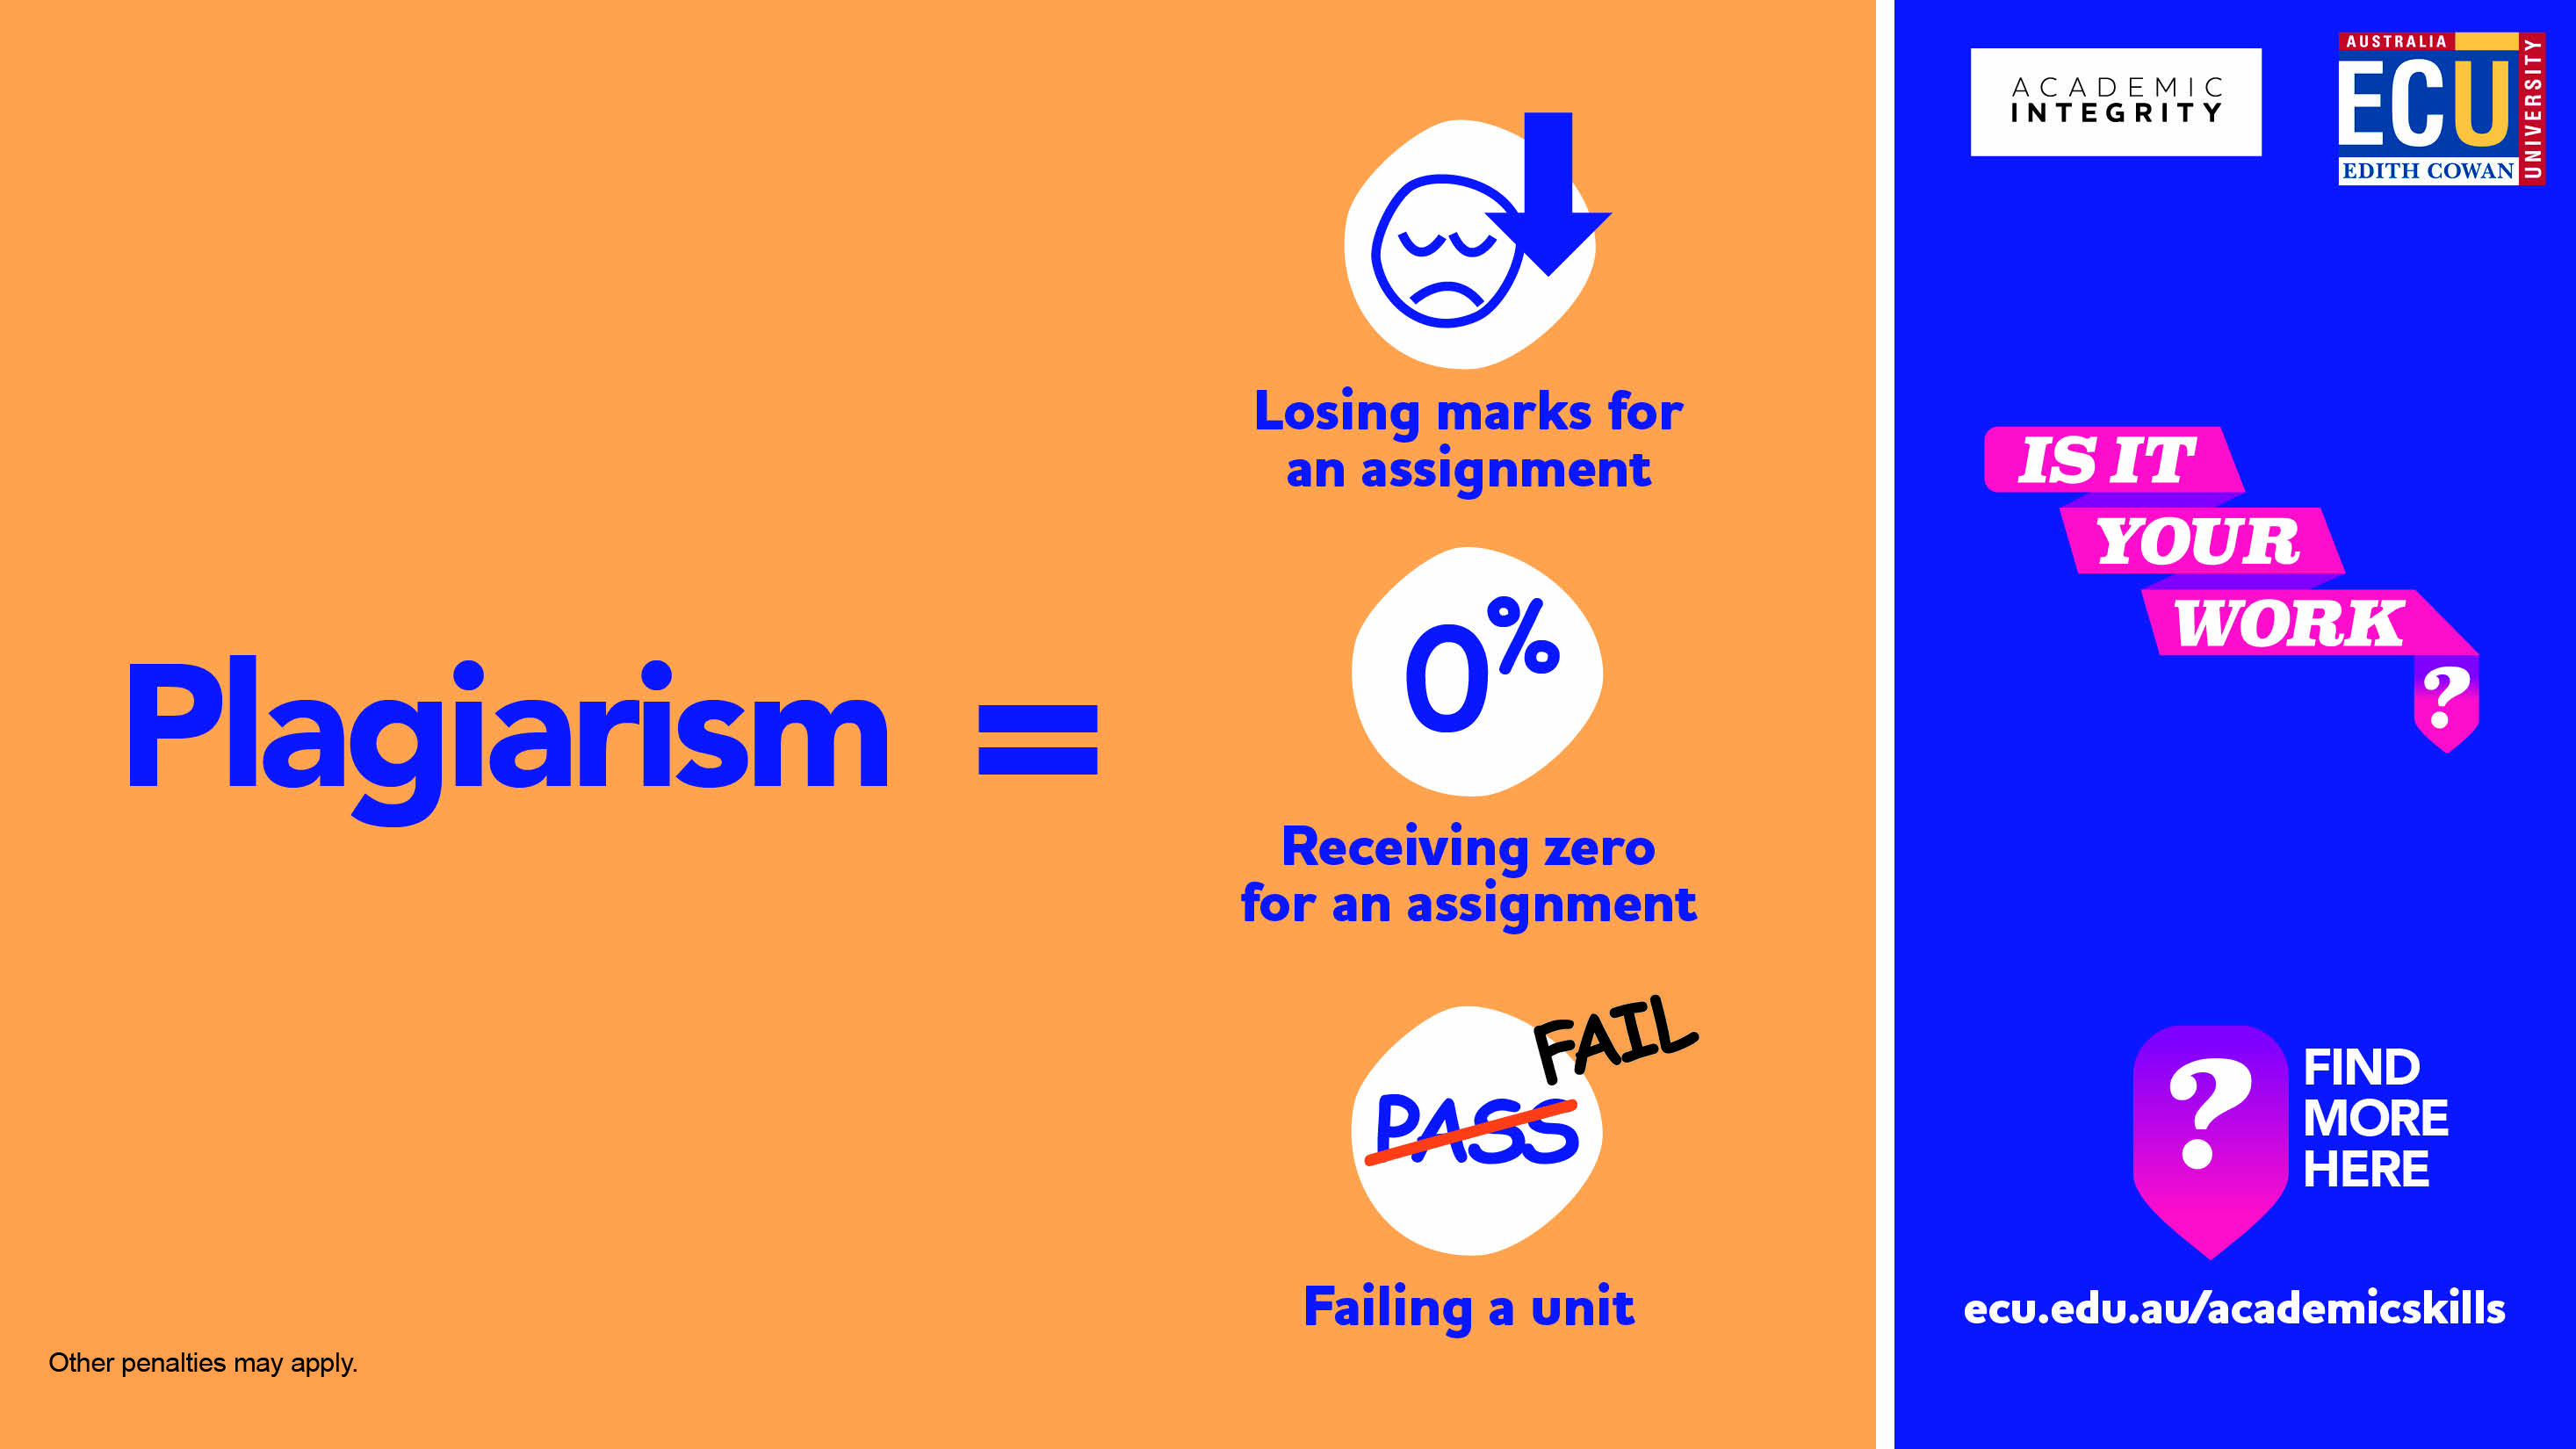 Plagiarism =
Losing marks for
an assignment
0%
Receiving zero
for an assignment
FAIL
PASS
Failing a unit
Other penalties may apply.
ACADEMIC
INTEGRITY
AUSTRALIA
ECU
EDITH COWAN
UNIVERSITY
IS IT
YOUR
WORK
?
?
FIND
MORE
HERE
ecu.edu.au/academicskills